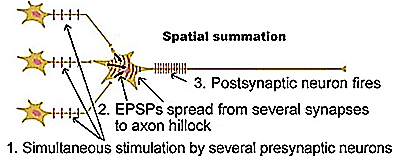 Spatial summation
3. Postsynaptic neuron fires
2. EPSPs spread from several synapses
to axon hillock
1. Simultaneous stimulation by several presynaptic neurons